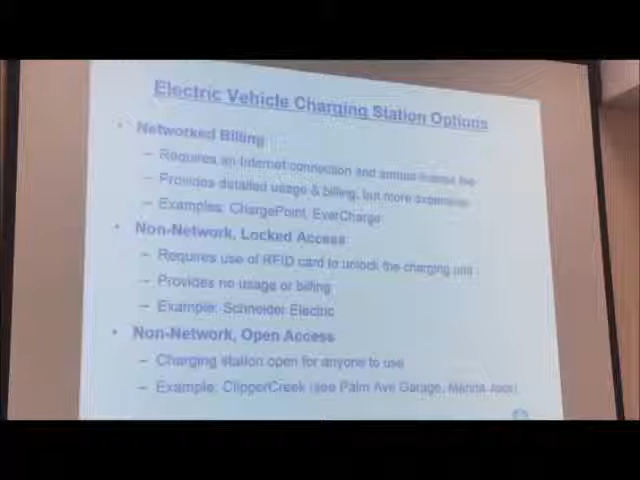 Electric Vehicle Charging Station Options
• Networked Billing
– Requires an Internet connection and annual license fee
– Provides detailed usage & billing, but more expensive
– Examples: ChargePoint, EverCharge
• Non-Network, Locked Access
– Requires use of RFID card to unlock the charging unit
– Provides no usage or billing
– Example: Schneider Electric
• Non-Network, Open Access
– Charging station open for anyone to use
– Example: ClipperCreek (see Palm Ave Garage,